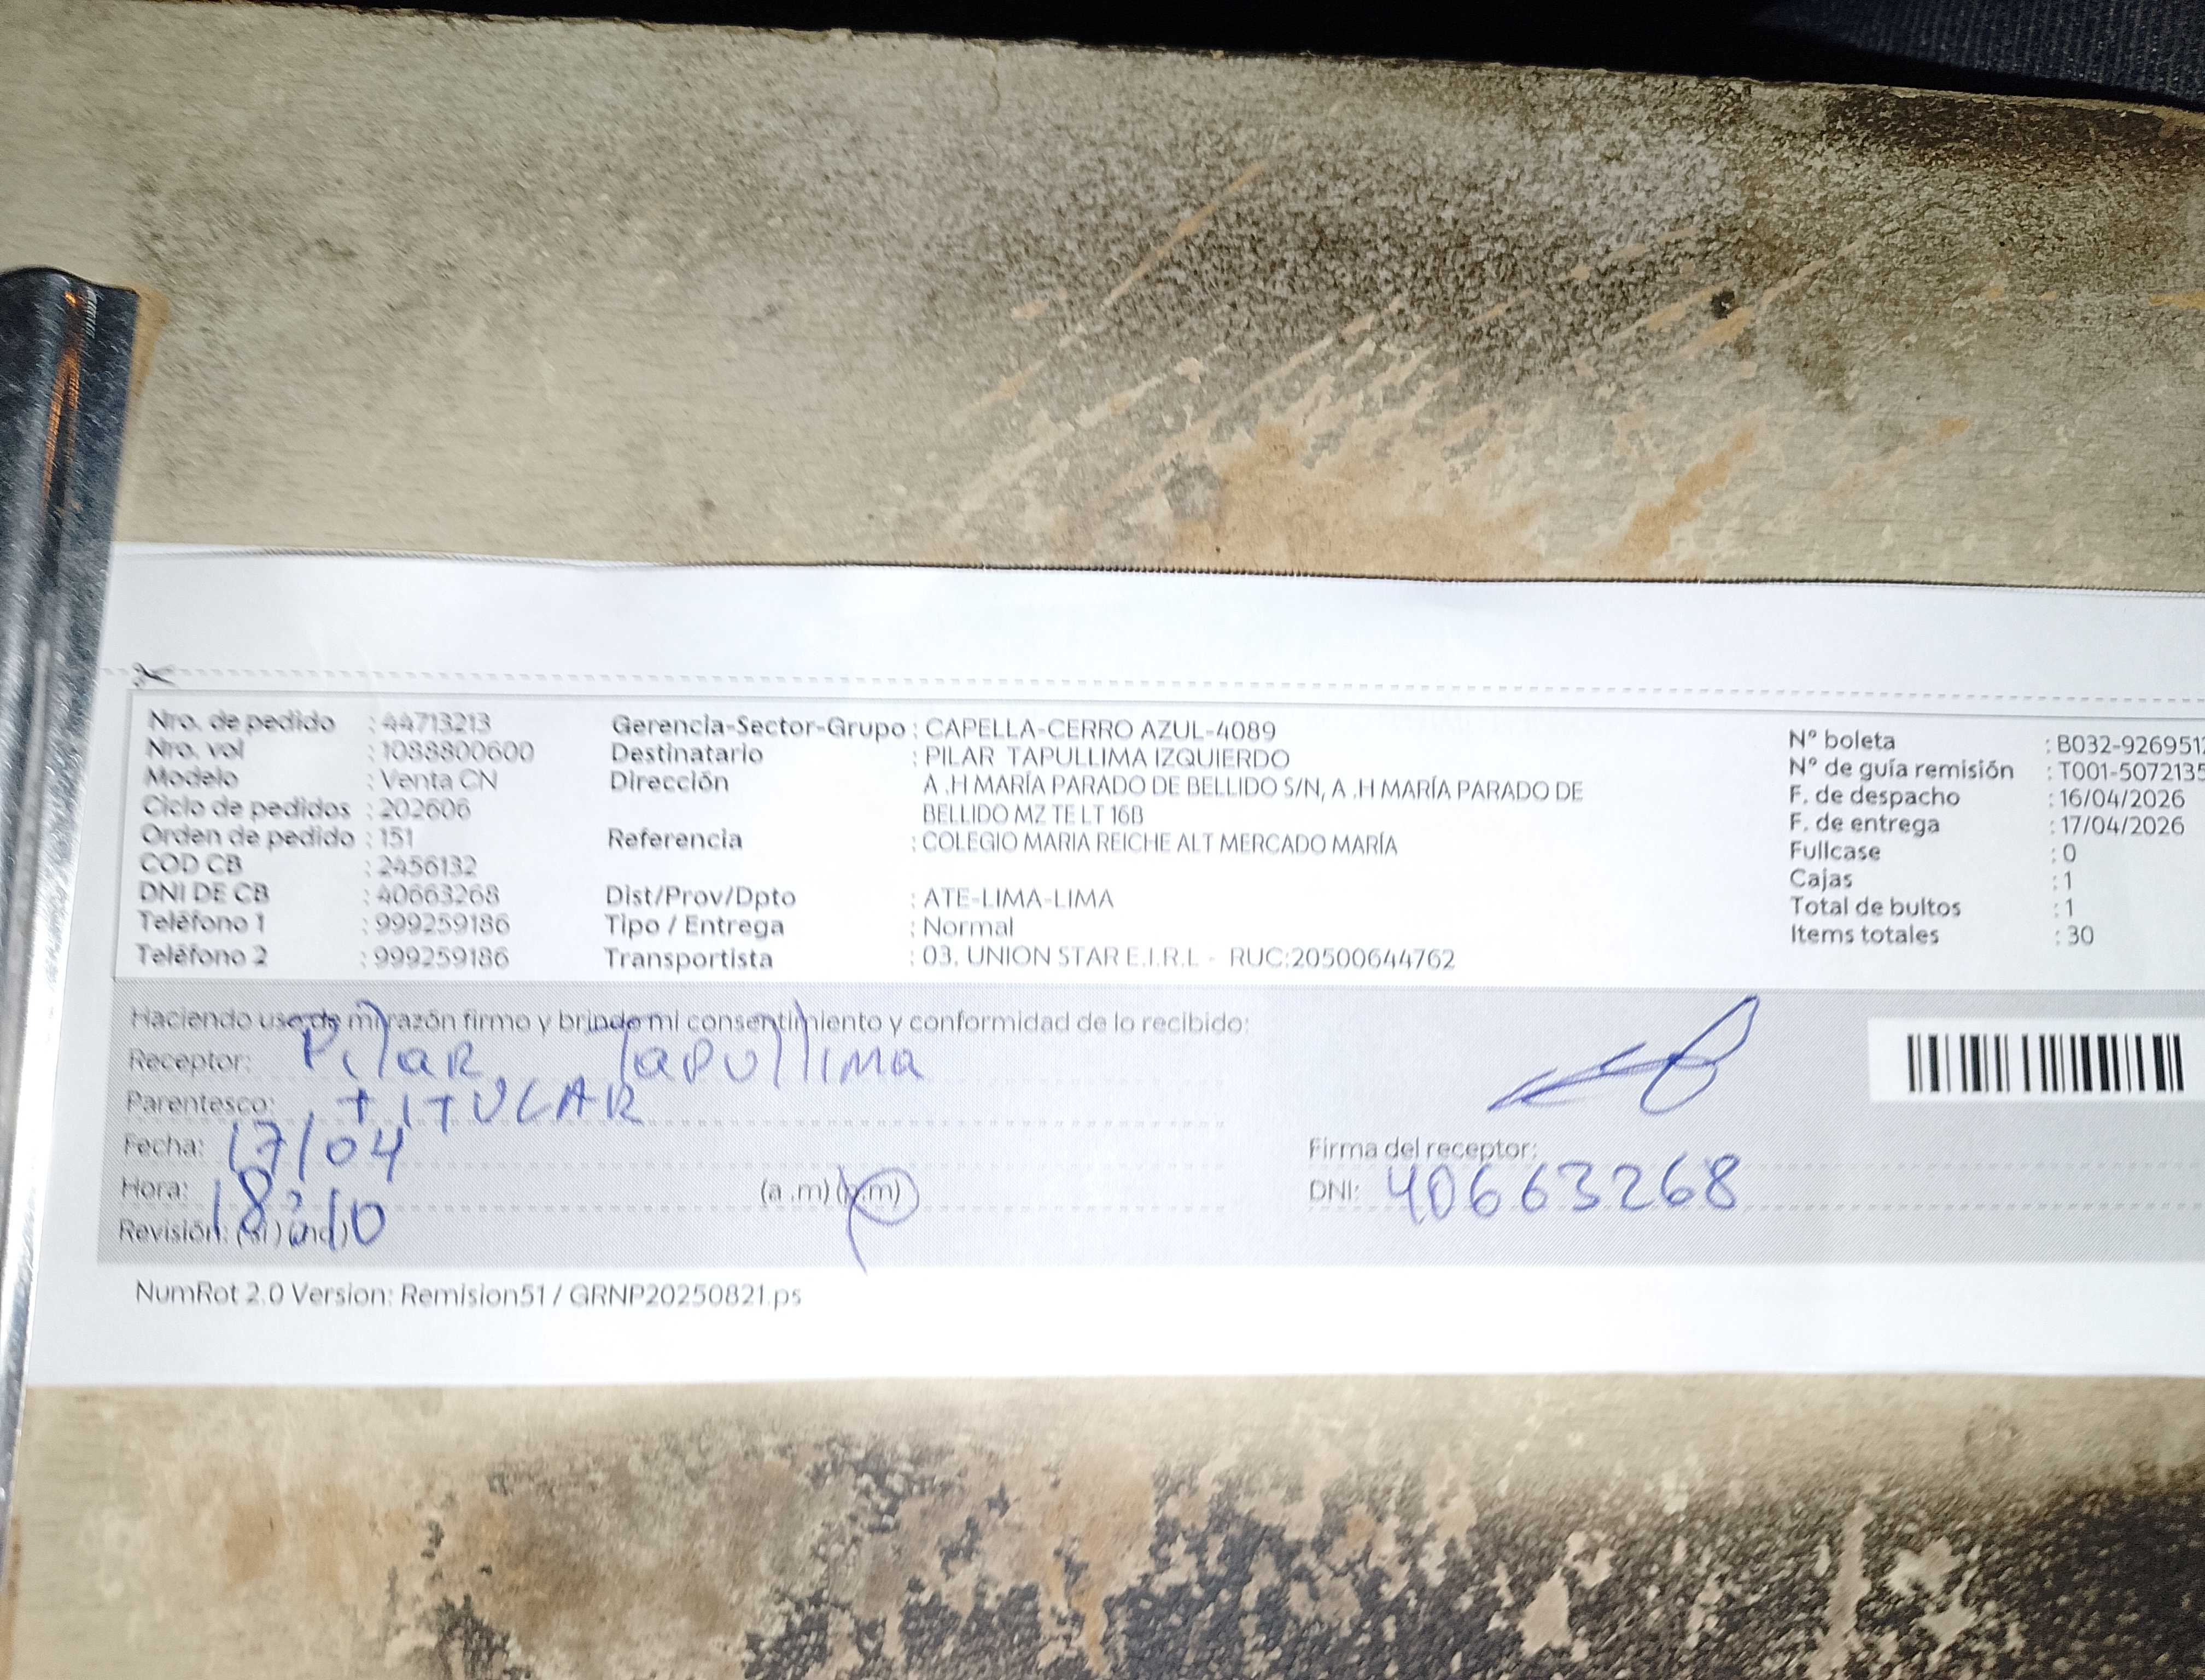 Nro. de pedido : 44713213
Nro. vol : 1088800600
Modelo : Venta CN
Ciclo de pedidos : 202606
Orden de pedido : 151
COD CB : 2456132
DNI DE CB : 40663268
Teléfono 1 : 999259186
Teléfono 2 : 999259186
Gerencia-Sector-Grupo : CAPELLA-CERRO AZUL-4089
Destinatario : PILAR TAPULLIMA IZQUIERDO
Dirección A .H MARÍA PARADO DE BELLIDO S/N, A .H MARÍA PARADO DE
BELLIDO MZ TE LT 16B
Referencia : COLEGIO MARIA REICHE ALT MERCADO MARÍA
Dist/Prov/Dpto : ATE-LIMA-LIMA
Tipo / Entrega : Normal
Transportista : 03. UNION STAR E.I.R.L - RUC:20500644762
N° boleta : B032-9269512
N° de guía remisión : T001-5072135
F. de despacho : 16/04/2026
F. de entrega : 17/04/2026
Fullcase : 0
Cajas : 1
Total de bultos : 1
Items totales : 30
Haciendo uso de mi razón firmo y brindo mi consentimiento y conformidad de lo recibido:
Receptor: Pilar Tapullima
Parentesco: TITULAR
Fecha: 17/04
Hora: 18:10 (a .m) (p.m)
Revisión: (si) (no)
Firma del receptor:
DNI: 40663268
NumRot 2.0 Version: Remision51 / GRNP20250821.ps